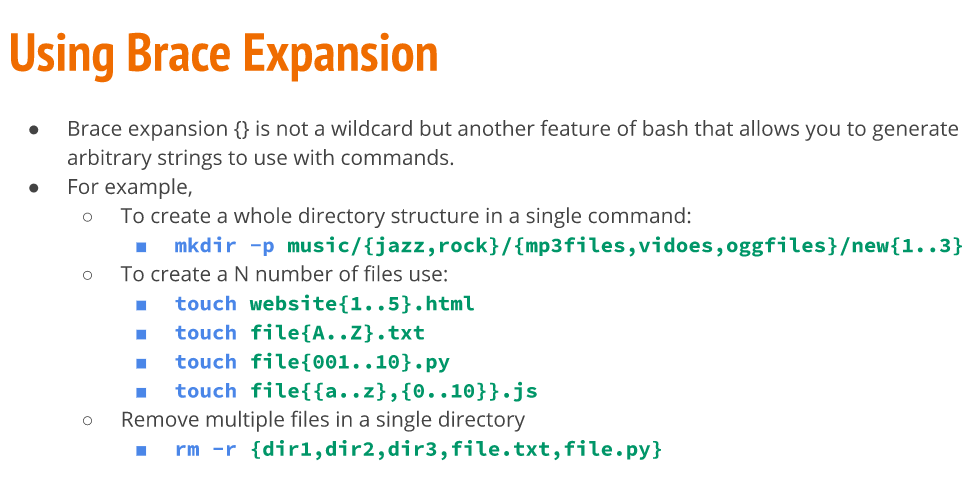 Using Brace Expansion
● Brace expansion {} is not a wildcard but another feature of bash that allows you to generate
arbitrary strings to use with commands.
● For example,
○ To create a whole directory structure in a single command:
■ mkdir -p music/{jazz,rock}/{mp3files,vidoes,oggfiles}/new{1..3}
○ To create a N number of files use:
■ touch website{1..5}.html
■ touch file{A..Z}.txt
■ touch file{001..10}.py
■ touch file{{a..z},{0..10}}.js
○ Remove multiple files in a single directory
■ rm -r {dir1,dir2,dir3,file.txt,file.py}